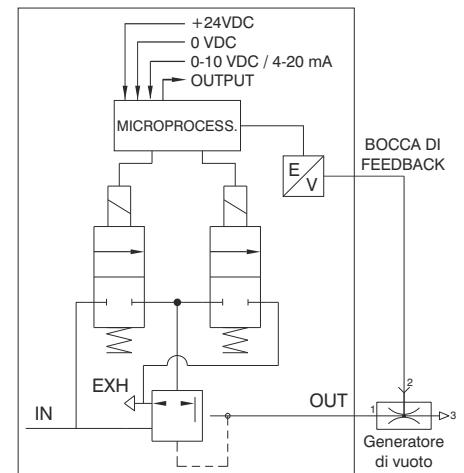 +24VDC
0 VDC
0-10 VDC / 4-20 mA
OUTPUT
MICROPROCESS.
BOCCA DI
FEEDBACK
E
V
EXH
IN
OUT
1
2
3
Generatore
di vuoto